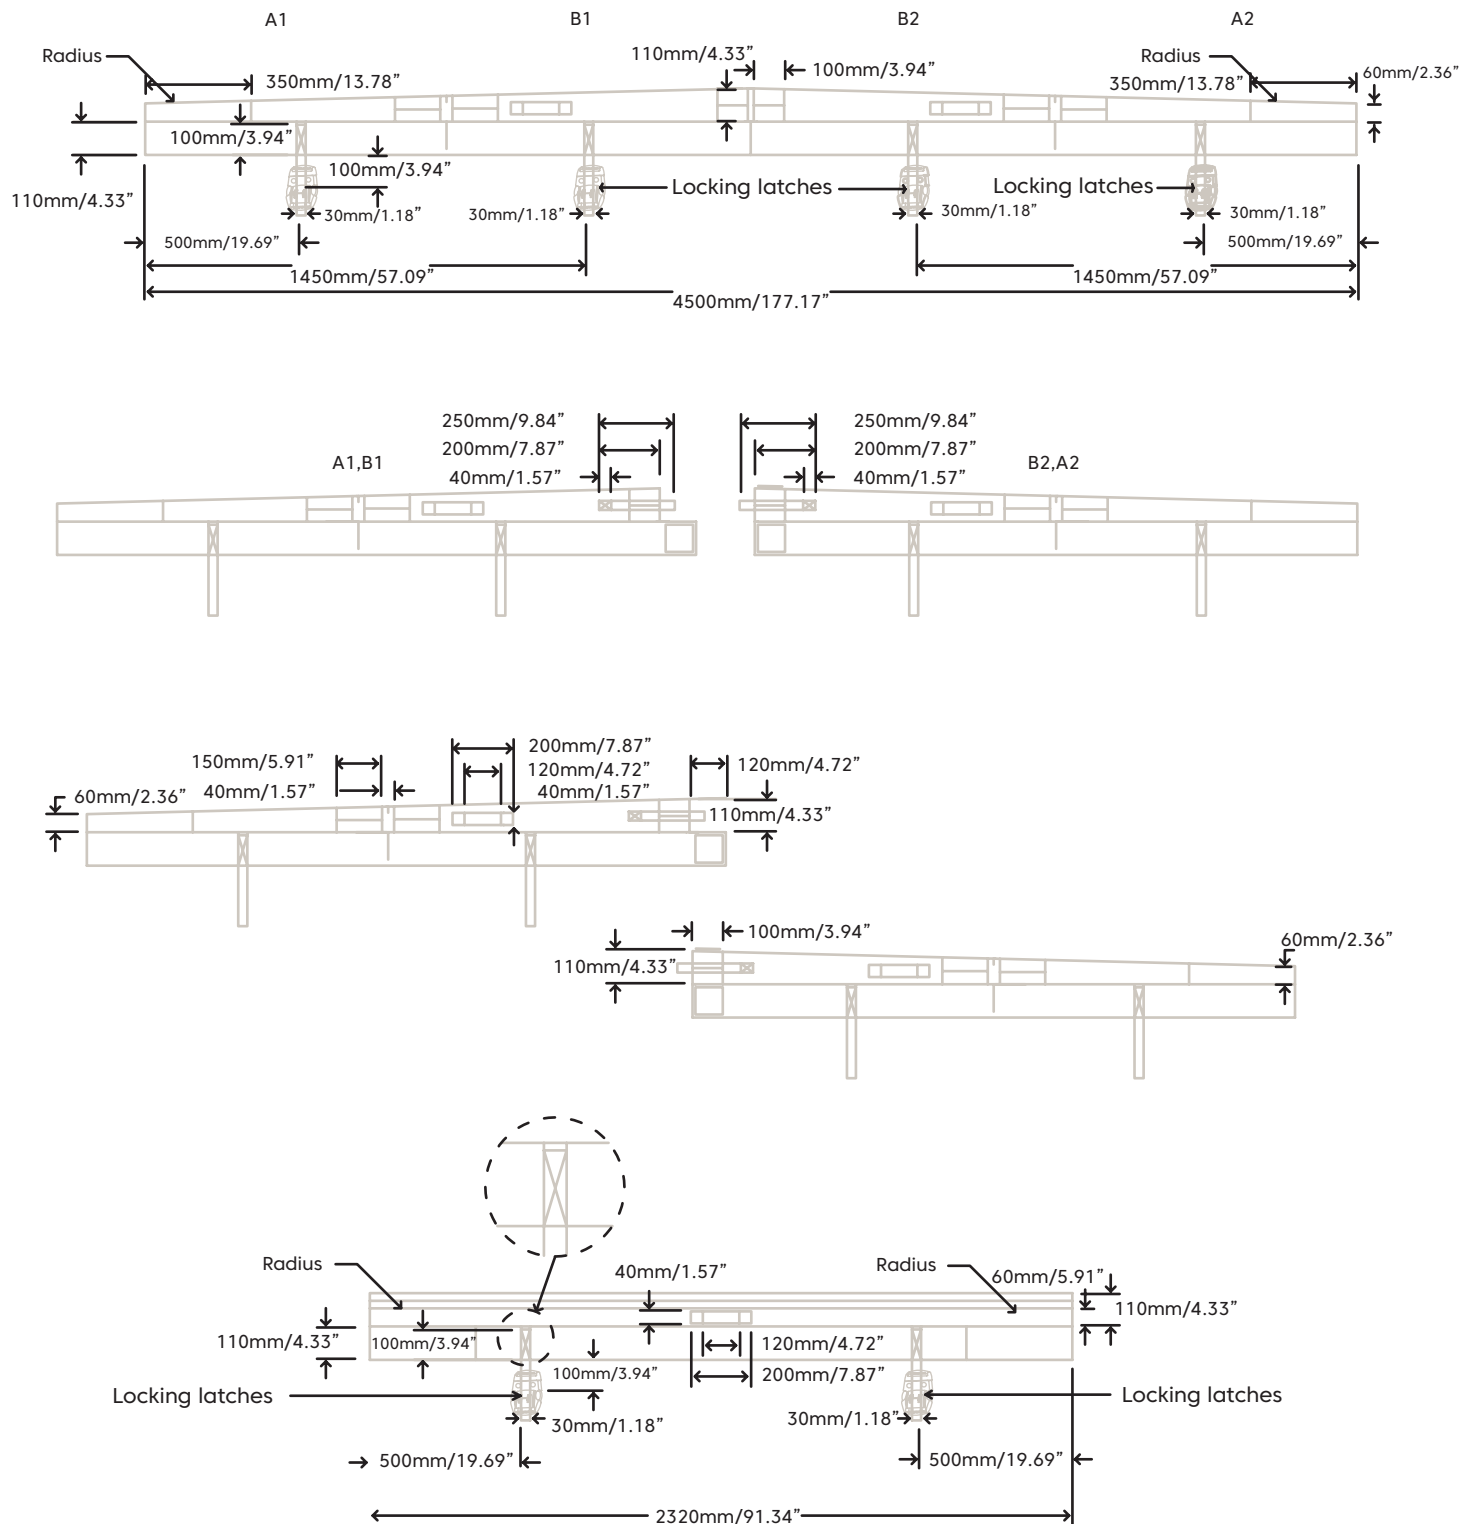 A1 B1 B2 A2
Radius 110mm/4.33” 100mm/3.94” Radius
350mm/13.78” 350mm/13.78” 60mm/2.36”
100mm/3.94”
100mm/3.94”
110mm/4.33” Locking latches Locking latches
30mm/1.18” 30mm/1.18” 30mm/1.18” 30mm/1.18”
500mm/19.69” 500mm/19.69”
1450mm/57.09” 1450mm/57.09”
4500mm/177.17”
250mm/9.84” 250mm/9.84”
200mm/7.87” 200mm/7.87”
A1,B1 B2,A2
40mm/1.57” 40mm/1.57”
200mm/7.87”
150mm/5.91” 120mm/4.72” 120mm/4.72”
60mm/2.36” 40mm/1.57” 40mm/1.57”
110mm/4.33”
100mm/3.94” 60mm/2.36”
110mm/4.33”
Radius 40mm/1.57” Radius 60mm/5.91”
110mm/4.33”
110mm/4.33” 100mm/3.94” 120mm/4.72”
100mm/3.94” 200mm/7.87”
Locking latches Locking latches
30mm/1.18” 30mm/1.18”
500mm/19.69” 500mm/19.69”
2320mm/91.34”